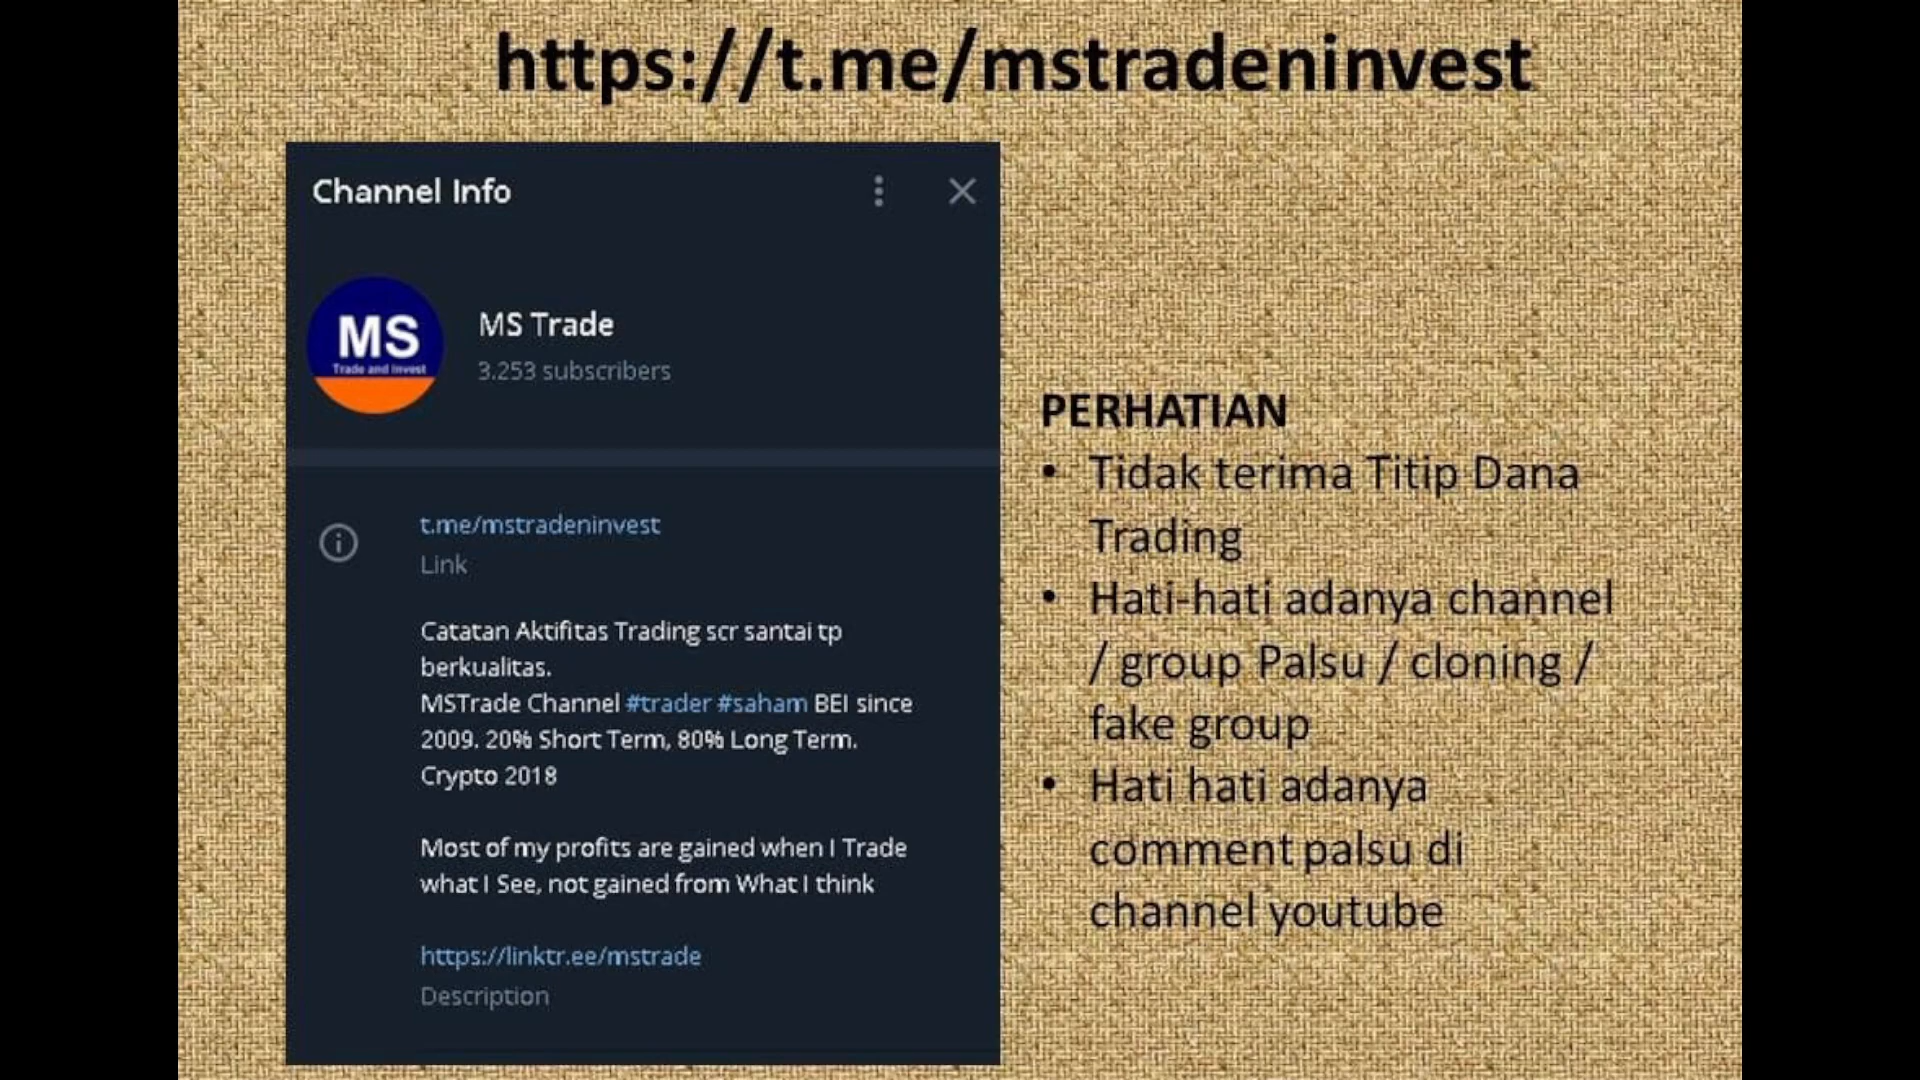 https://t.me/mstradeninvest
Channel Info
MS
Trade and Invest
MS Trade
3.253 subscribers
t.me/mstradeninvest
Link
Catatan Aktifitas Trading scr santai tp
berkualitas.
MSTrade Channel #trader #saham BEI since
2009. 20% Short Term, 80% Long Term.
Crypto 2018
Most of my profits are gained when I Trade
what I See, not gained from What I think
https://linktr.ee/mstrade
Description
PERHATIAN
• Tidak terima Titip Dana
Trading
• Hati-hati adanya channel
/ group Palsu / cloning /
fake group
• Hati hati adanya
comment palsu di
channel youtube